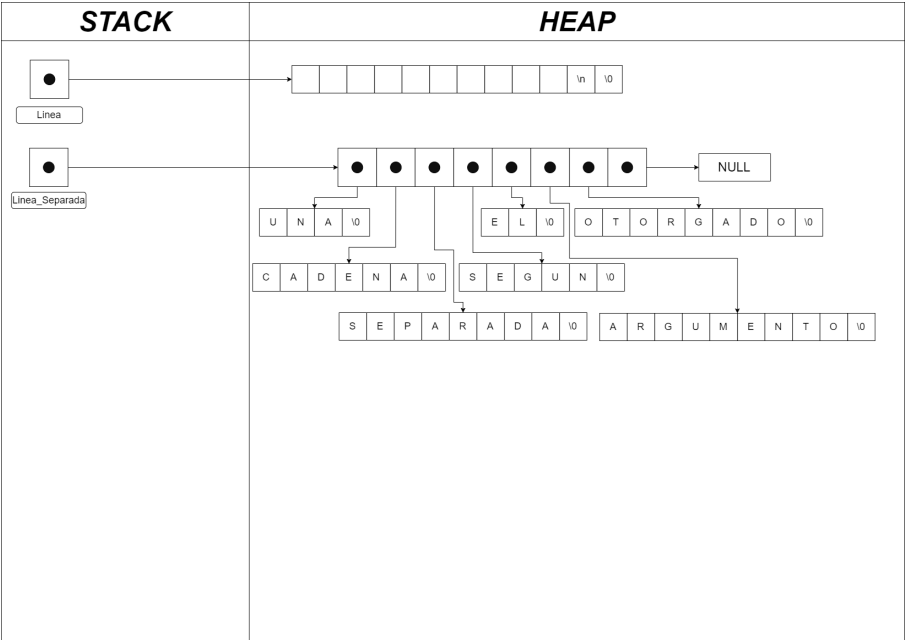 STACK
HEAP
\n \0
Linea
NULL
Linea_Separada
U N A \0
E L \0
O T O R G A D O \0
C A D E N A \0
S E G U N \0
S E P A R A D A \0
A R G U M E N T O \0